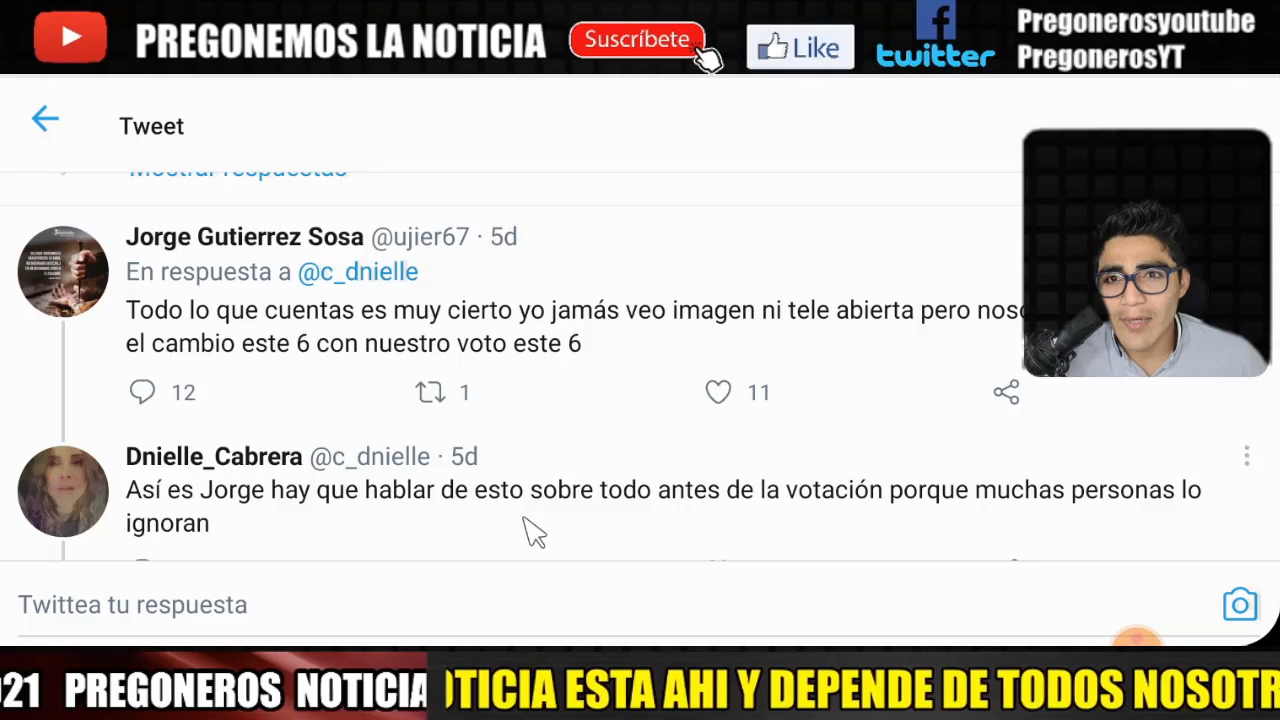 PREGONEMOS LA NOTICIA
Suscríbete
Like
twitter
Pregonerosyoutube
PregonerosYT
Tweet
Mostrar respuestas
Jorge Gutierrez Sosa @ujier67 · 5d
En respuesta a @c_dnielle
Todo lo que cuentas es muy cierto yo jamás veo imagen ni tele abierta pero
el cambio este 6 con nuestro voto este 6
12
1
11
Dnielle_Cabrera @c_dnielle · 5d
Así es Jorge hay que hablar de esto sobre todo antes de la votación porque muchas personas lo
ignoran
Twittea tu respuesta
021 PREGONEROS NOTICIA OTICIA ESTA AHI Y DEPENDE DE TODOS NOSOTR